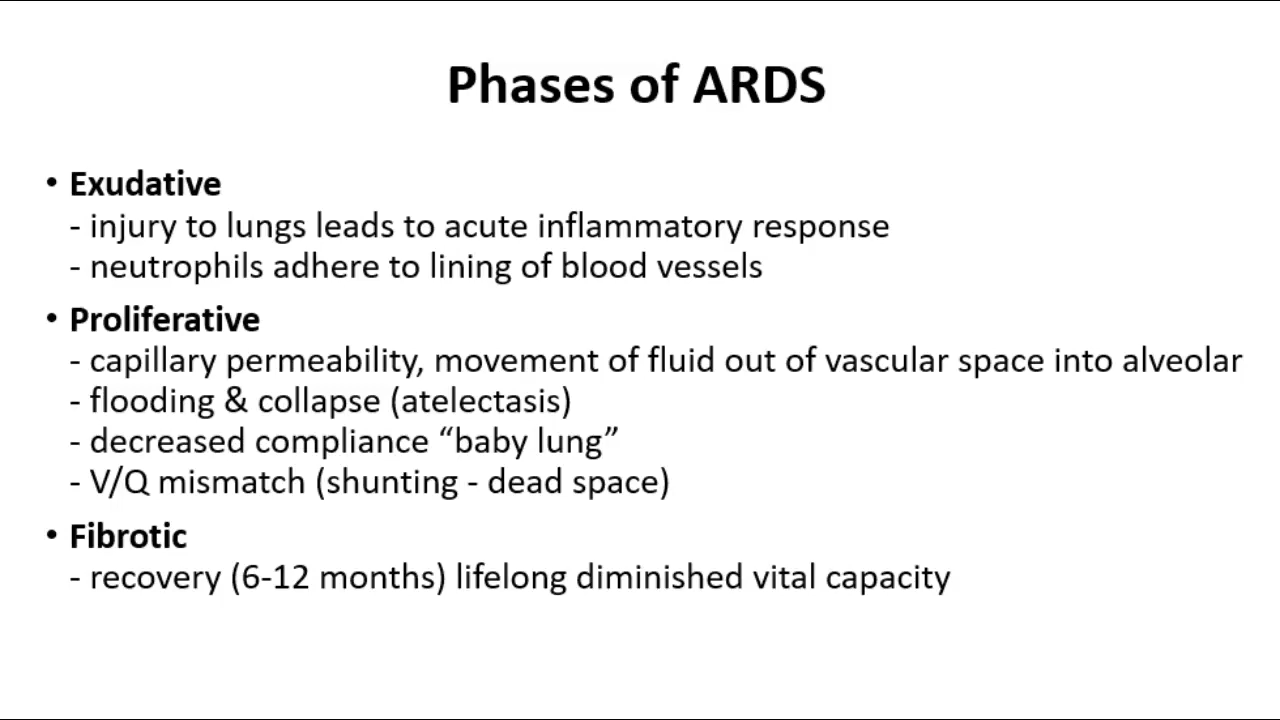 Phases of ARDS
• Exudative
- injury to lungs leads to acute inflammatory response
- neutrophils adhere to lining of blood vessels
• Proliferative
- capillary permeability, movement of fluid out of vascular space into alveolar
- flooding & collapse (atelectasis)
- decreased compliance “baby lung”
- V/Q mismatch (shunting - dead space)
• Fibrotic
- recovery (6-12 months) lifelong diminished vital capacity